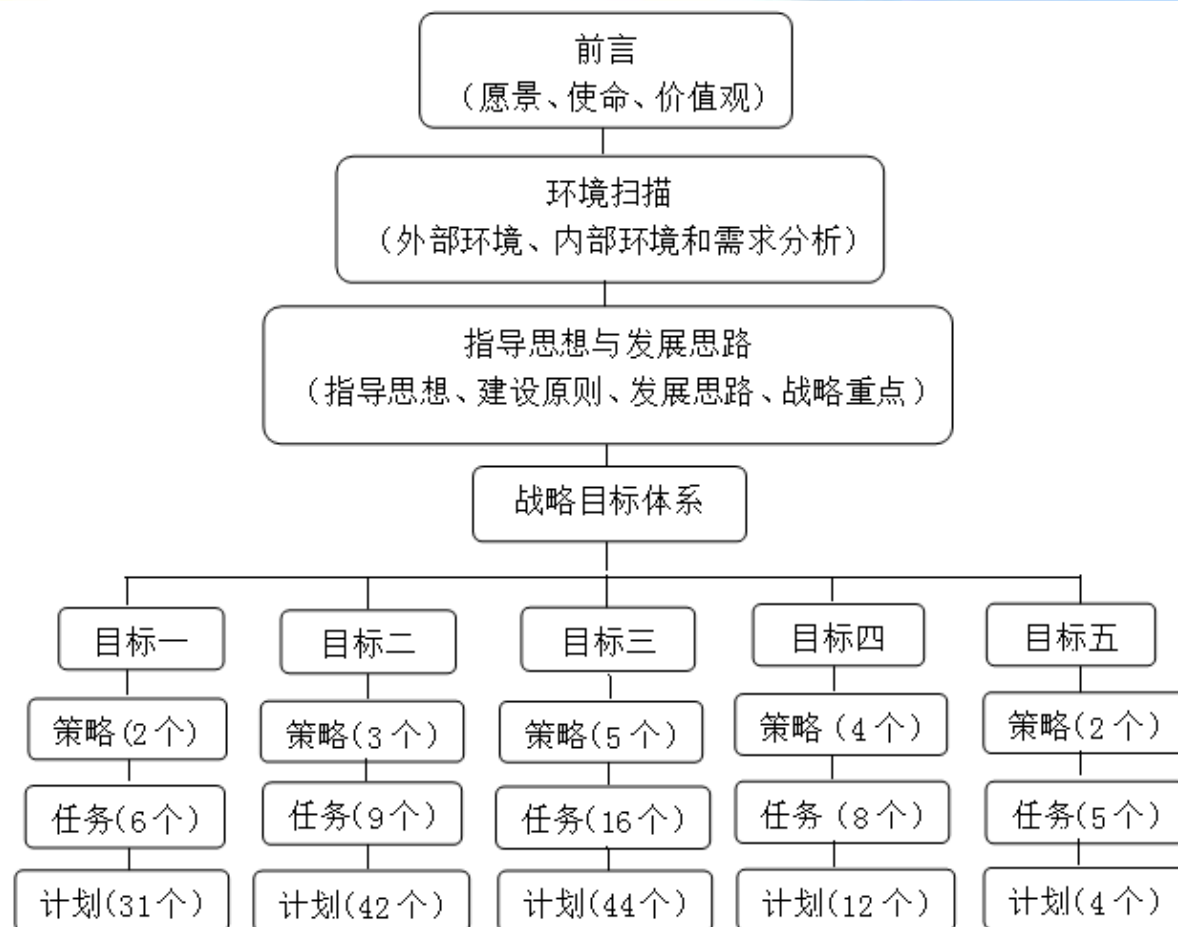 前言
（愿景、使命、价值观）
环境扫描
（外部环境、内部环境和需求分析）
指导思想与发展思路
（指导思想、建设原则、发展思路、战略重点）
战略目标体系
目标一
目标二
目标三
目标四
目标五
策略(2个)
策略(3个)
策略(5个)
策略（4个）
策略(2个)
任务(6个)
任务(9个)
任务(16个)
任务（8个）
任务(5个)
计划(31个)
计划(42个)
计划(44个)
计划(12个)
计划(4个)